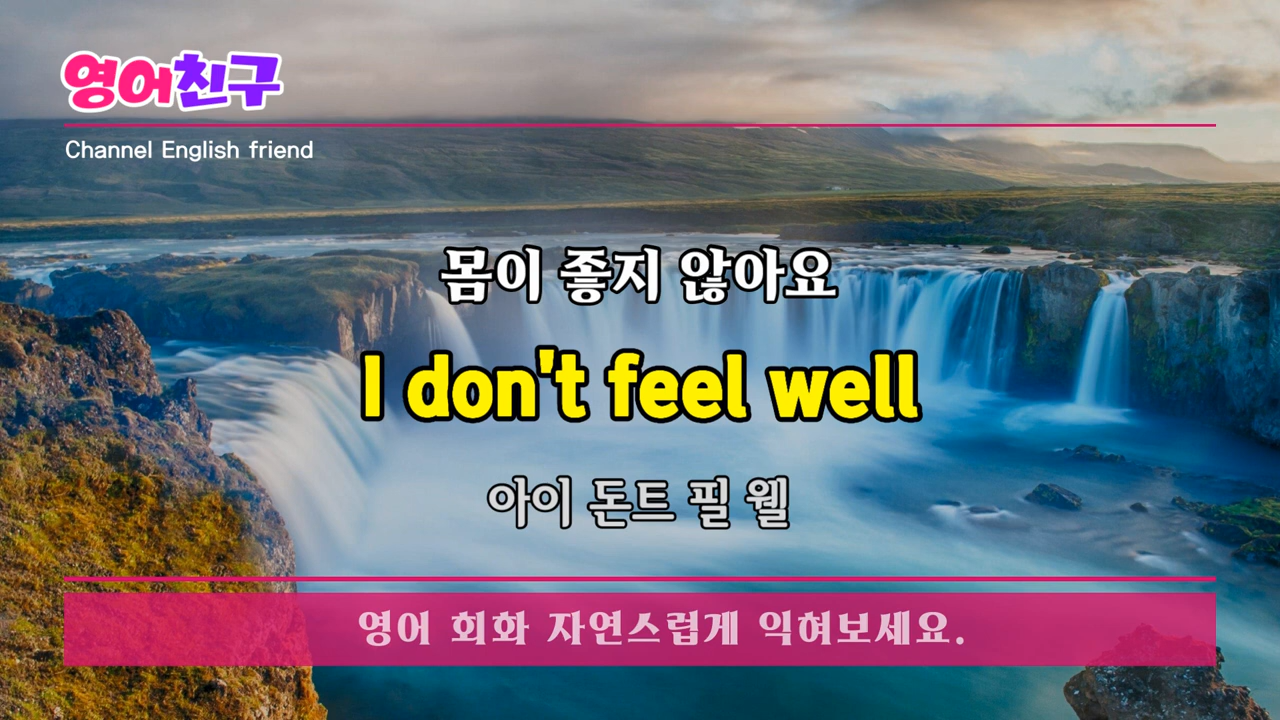 영어친구
Channel English friend
몸이 좋지 않아요
I don't feel well
아이 돈트 필 웰
영어 회화 자연스럽게 익혀보세요.